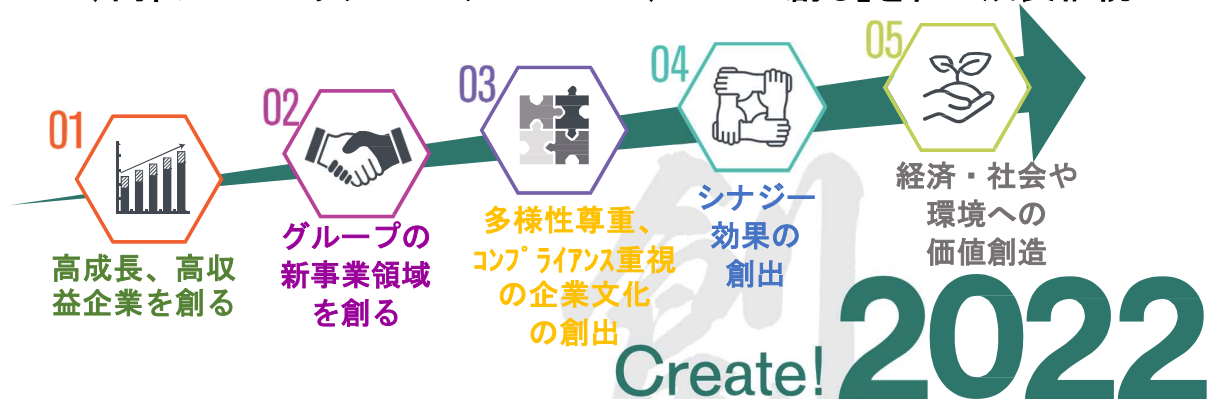 01
高成長、高収
益企業を創る
02
グループの
新事業領域
を創る
03
多様性尊重、
ｺﾝﾌﾟﾗｲｱﾝｽ重視
の企業文化
の創出
04
シナジー
効果の
創出
05
経済・社会や
環境への
価値創造
創
Create! 2022